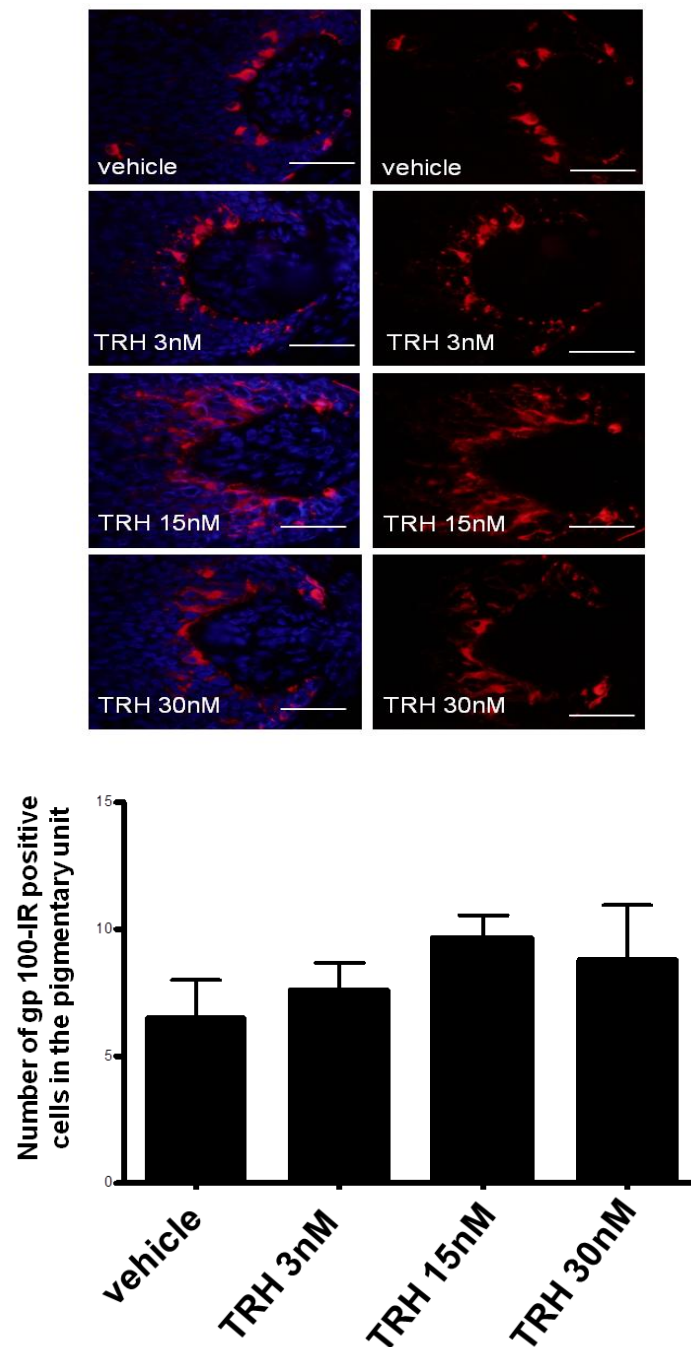 vehicle
vehicle
TRH 3nM
TRH 3nM
TRH 15nM
TRH 15nM
TRH 30nM
TRH 30nM
Number of gp 100-IR positive
cells in the pigmentary unit
15
10
5
0
vehicle
TRH 3nM
TRH 15nM
TRH 30nM